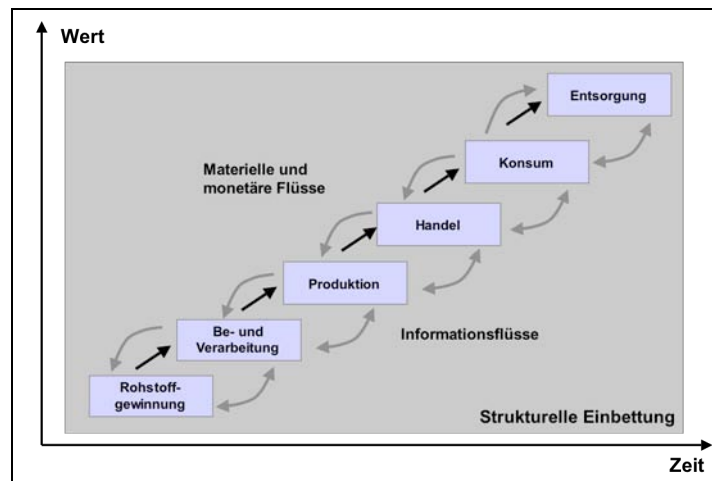 Wert
Entsorgung
Konsum
Materielle und
monetäre Flüsse
Handel
Produktion
Informationsflüsse
Be- und
Verarbeitung
Rohstoff-
gewinnung
Strukturelle Einbettung
Zeit